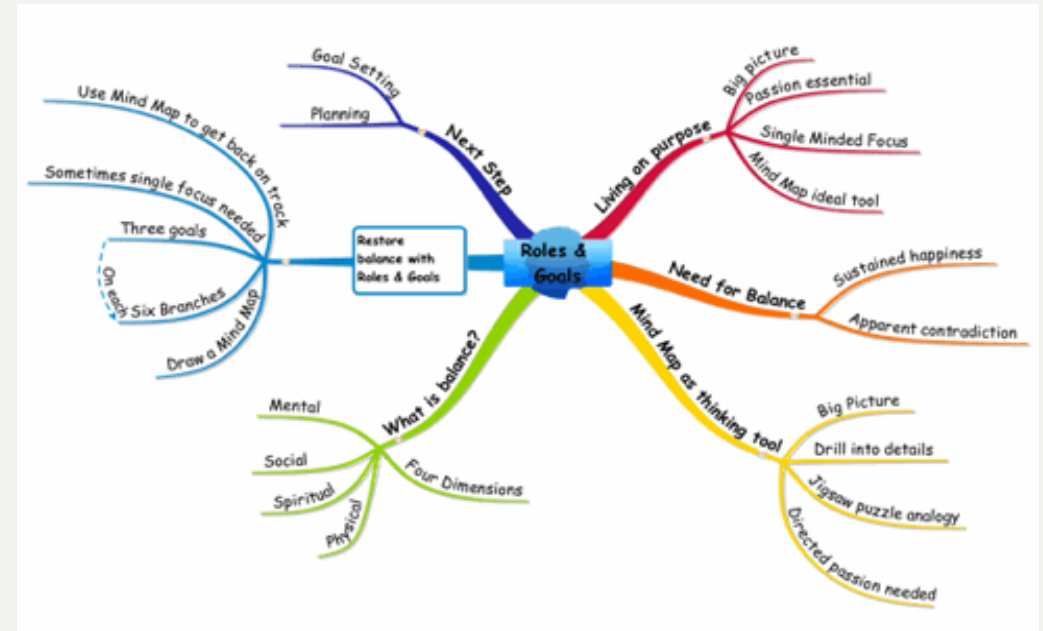 Roles &
Goals
Living on purpose
Big picture
Passion essential
Single Minded Focus
Mind Map ideal tool
Need for Balance
Sustained happiness
Apparent contradiction
Mind Map as thinking tool
Big Picture
Drill into details
Jigsaw puzzle analogy
Directed passion needed
What is balance?
Four Dimensions
Physical
Spiritual
Social
Mental
Restore
balance with
Roles & Goals
Draw a Mind Map
Six Branches
On each
Three goals
Sometimes single focus needed
Use Mind Map to get back on track
Next Step
Planning
Goal Setting